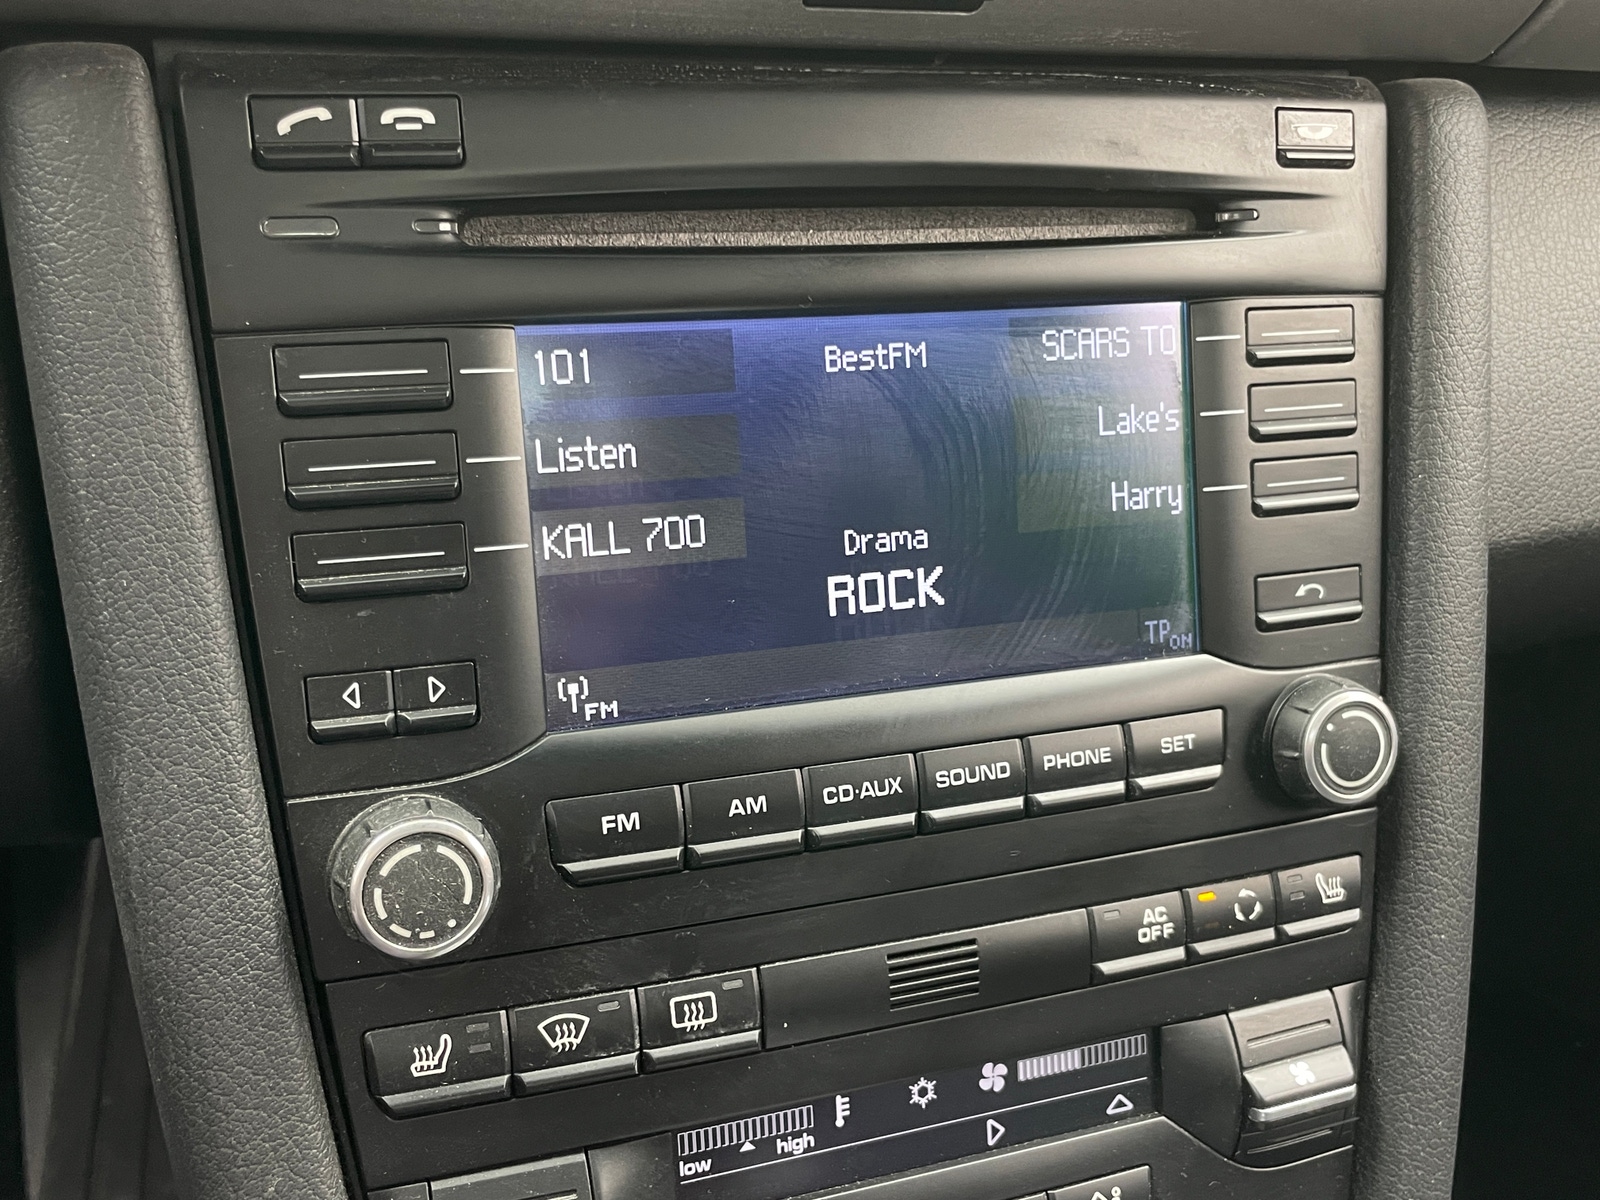 101
BestFM
SCARS TO
Listen
Lake's
KALL 700
Harry
Drama
ROCK
TP ON
FM
FM
AM
CD·AUX
SOUND
PHONE
SET
AC
OFF
low
high